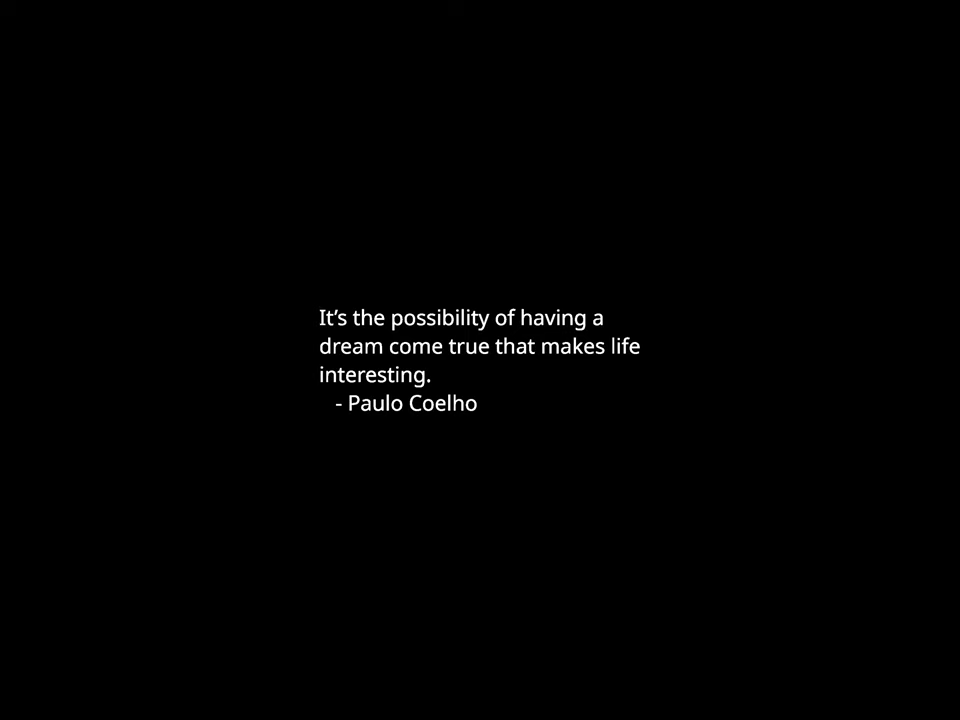 It’s the possibility of having a
dream come true that makes life
interesting.
- Paulo Coelho